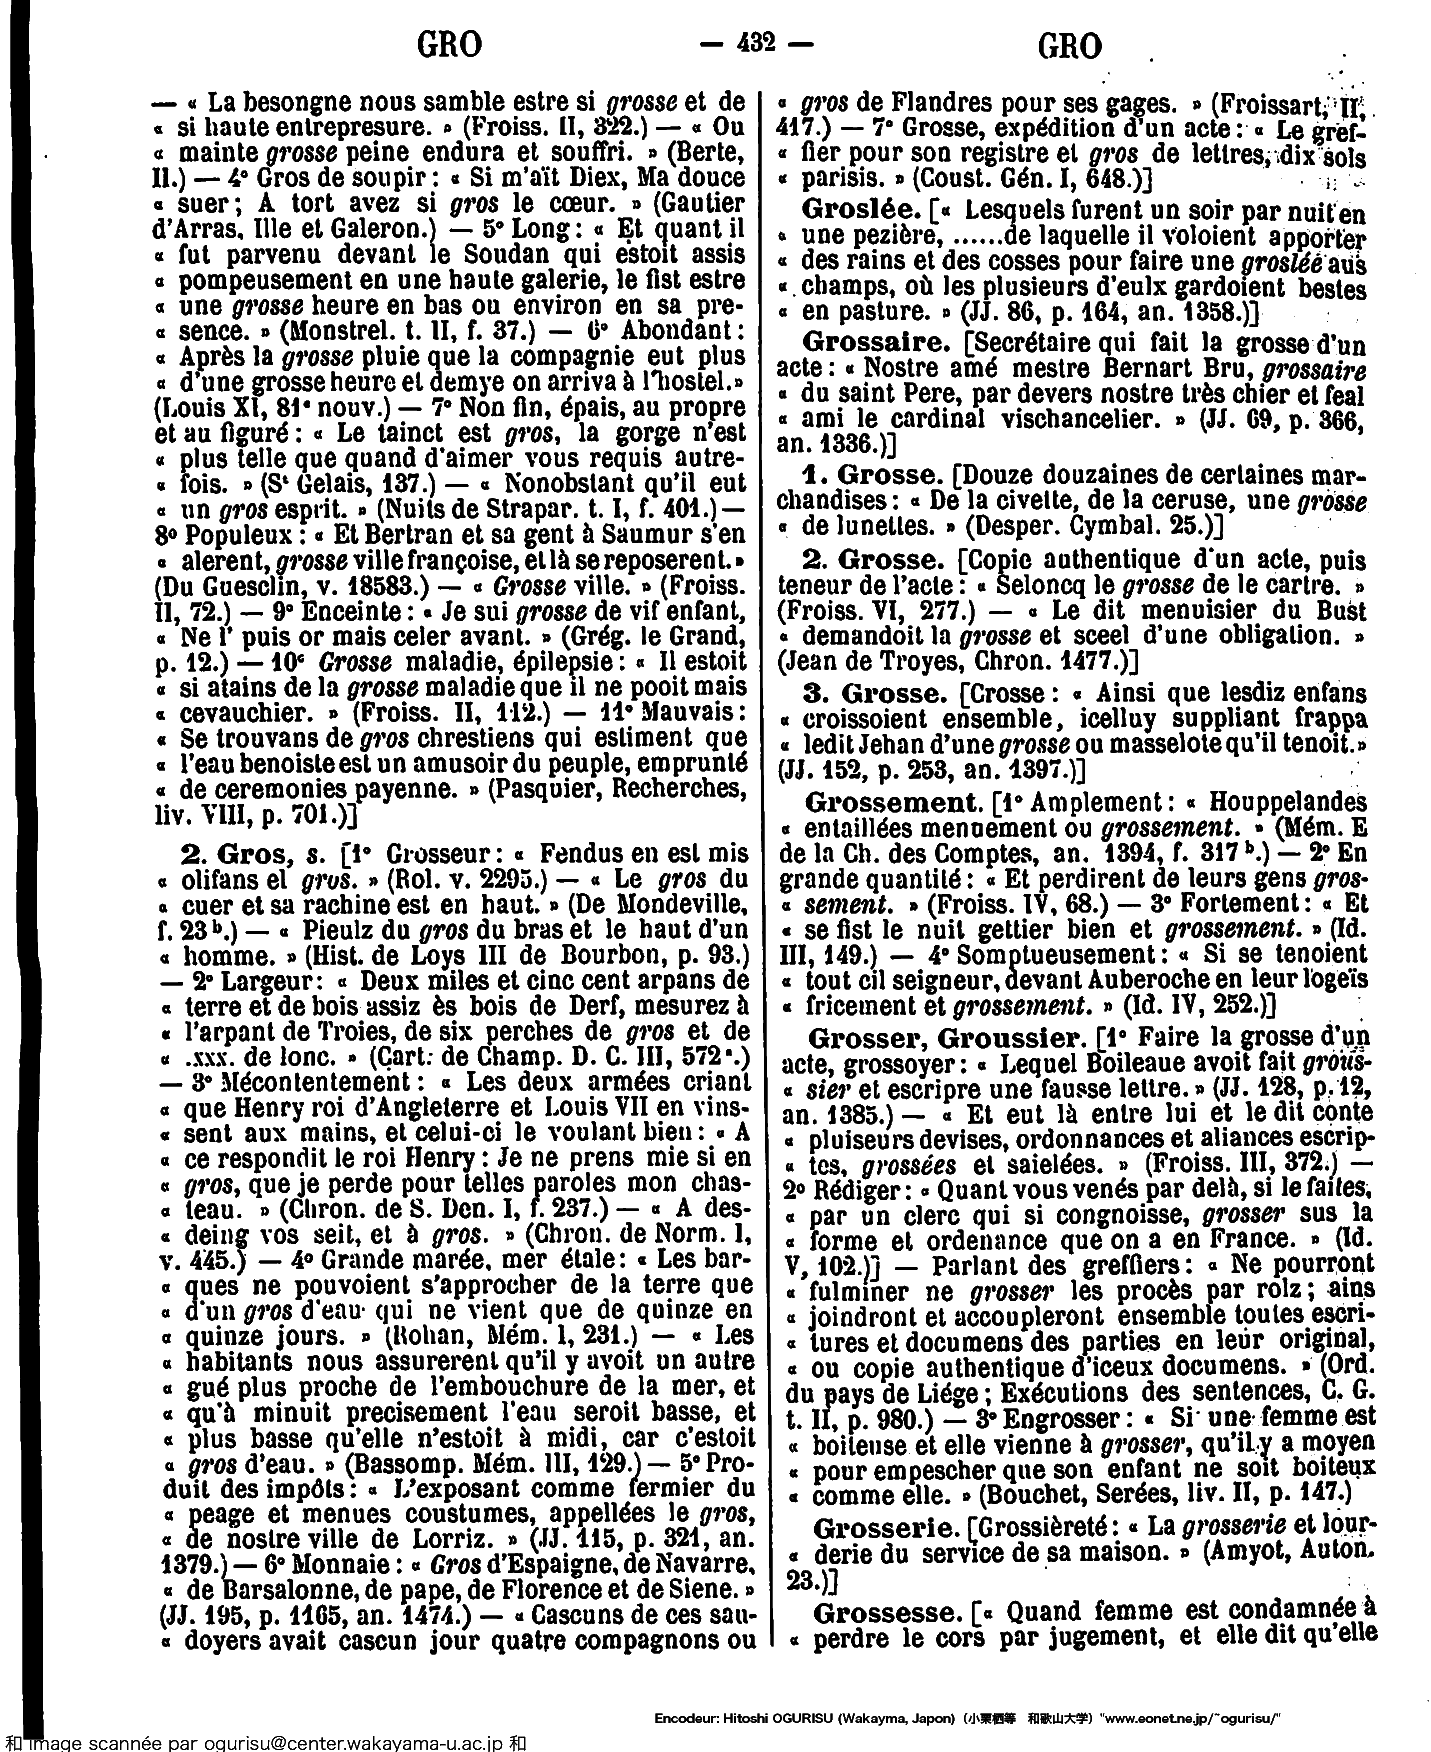 GRO — 432 — GRO
— « La besongne nous samble estre si grosse et de
« si haute entrepresure. » (Froiss. II, 322.) — « Ou
« mainte grosse peine endura et souffri. » (Berte,
II.) — 4° Gros de soupir : « Si m'aït Diex, Ma douce
« suer ; A tort avez si gros le cœur. » (Gautier
d'Arras, Ille et Galeron.) — 5° Long : « Et quant il
« fut parvenu devant le Soudan qui estoit assis
« pompeusement en une haute galerie, le fist estre
« une grosse heure en bas ou environ en sa pre-
« sence. » (Monstrel. t. II, f. 37.) — 6° Abondant :
« Après la grosse pluie que la compagnie eut plus
« d'une grosse heure et demye on arriva à l'hostel. »
(Louis XI, 81e nouv.) — 7° Non fin, épais, au propre
et au figuré : « Le tainct est gros, la gorge n'est
« plus telle que quand d'aimer vous requis autre-
« fois. » (St Gelais, 137.) — « Nonobstant qu'il eut
« un gros esprit. » (Nuits de Strapar. t. I, f. 401.) —
8° Populeux : « Et Bertran et sa gent à Saumur s'en
« alerent, grosse ville françoise, et là se reposerent. »
(Du Guesclin, v. 18583.) — « Grosse ville. » (Froiss.
II, 72.) — 9° Enceinte : « Je sui grosse de vif enfant,
« Ne l' puis or mais celer avant. » (Grég. le Grand,
p. 12.) — 10° Grosse maladie, épilepsie : « Il estoit
« si atains de la grosse maladie que il ne pooit mais
« cevauchier. » (Froiss. II, 112.) — 11° Mauvais :
« Se trouvans de gros chrestiens qui estiment que
« l'eau benoiste est un amusoir du peuple, emprunté
« de ceremonies payenne. » (Pasquier, Recherches,
liv. VIII, p. 701.)]
2. Gros, s. [1° Grosseur : « Fendus en est mis
« olifans el gros. » (Rol. v. 2295.) — « Le gros du
« cuer et sa rachine est en haut. » (De Mondeville,
f. 23 b.) — « Pieulz du gros du bras et le haut d'un
« homme. » (Hist. de Loys III de Bourbon, p. 93.)
— 2° Largeur : « Deux miles et cinc cent arpans de
« terre et de bois assiz ès bois de Derf, mesurez à
« l'arpant de Troies, de six perches de gros et de
« .xxx. de lonc. » (Cart. de Champ. D. C. III, 572 a.)
— 3° Mécontentement : « Les deux armées criant
« que Henry roi d'Angleterre et Louis VII en vins-
« sent aux mains, et celui-ci le voulant bien : « A
« ce respondit le roi Henry : Je ne prens mie si en
« gros, que je perde pour telles paroles mon chas-
« teau. » (Chron. de S. Den. I, f. 237.) — « A des-
« deing vos seit, et à gros. » (Chron. de Norm. I,
v. 445.) — 4° Grande marée, mer étale : « Les bar-
« ques ne pouvoient s'approcher de la terre que
« d'un gros d'eau qui ne vient que de quinze en
« quinze jours. » (Rohan, Mém. I, 231.) — « Les
« habitants nous assurerent qu'il y avoit un autre
« gué plus proche de l'embouchure de la mer, et
« qu'à minuit precisement l'eau seroit basse, et
« plus basse qu'elle n'estoit à midi, car c'estoit
« gros d'eau. » (Bassomp. Mém. III, 129.) — 5° Pro-
duit des impôts : « L'exposant comme fermier du
« peage et menues coustumes, appellées le gros,
« de nostre ville de Lorriz. » (JJ. 115, p. 321, an.
1379.) — 6° Monnaie : « Gros d'Espaigne, de Navarre,
« de Barsalonne, de pape, de Florence et de Siene. »
(JJ. 195, p. 1165, an. 1474.) — « Cascuns de ces sau-
« doyers avait cascun jour quatre compagnons ou
« gros de Flandres pour ses gages. » (Froissart, II,
417.) — 7° Grosse, expédition d'un acte : « Le gref-
« fier pour son registre et gros de lettres, dix sols
« parisis. » (Coust. Gén. I, 648.)]
Groslée. [« Lesquels furent un soir par nuit en
« une pezière, ......de laquelle il voloient apporter
« des rains et des cosses pour faire une groslée aus
« champs, où les plusieurs d'eulx gardoient bestes
« en pasture. » (JJ. 86, p. 164, an. 1358.)]
Grossaire. [Secrétaire qui fait la grosse d'un
acte : « Nostre amé mestre Bernart Bru, grossaire
« du saint Pere, par devers nostre très chier et feal
« ami le cardinal vischancelier. » (JJ. 69, p. 366,
an. 1336.)]
1. Grosse. [Douze douzaines de certaines mar-
chandises : « De la civette, de la ceruse, une grosse
« de lunettes. » (Desper. Cymbal. 25.)]
2. Grosse. [Copie authentique d'un acte, puis
teneur de l'acte : « Seloncq le grosse de le cartre. »
(Froiss. VI, 277.) — « Le dit menuisier du Bust
« demandoit la grosse et sceel d'une obligation. »
(Jean de Troyes, Chron. 1477.)]
3. Grosse. [Crosse : « Ainsi que lesdiz enfans
« croissoient ensemble, icelluy suppliant frappa
« ledit Jehan d'une grosse ou masselote qu'il tenoit. »
(JJ. 152, p. 253, an. 1397.)]
Grossement. [1° Amplement : « Houppelandes
« entaillées menuement ou grossement. » (Mém. E
de la Ch. des Comptes, an. 1394, f. 317 b.) — 2° En
grande quantité : « Et perdirent de leurs gens gros-
« sement. » (Froiss. IV, 68.) — 3° Fortement : « Et
« se fist le nuit gettier bien et grossement. » (Id.
III, 149.) — 4° Somptueusement : « Si se tenoient
« tout cil seigneur, devant Auberoche en leur logeïs
« fricement et grossement. » (Id. IV, 252.)]
Grosser, Groussier. [1° Faire la grosse d'un
acte, grossoyer : « Lequel Boileaue avoit fait grous-
« sier et escripre une fausse lettre. » (JJ. 128, p. 12,
an. 1385.) — « Et eut là entre lui et le dit conte
« pluiseurs devises, ordonnances et aliances escrip-
« tes, grossées et saielées. » (Froiss. III, 372.) —
2° Rédiger : « Quant vous venés par delà, si le faites,
« par un clerc qui si congnoisse, grosser sus la
« forme et ordenance que on a en France. » (Id.
V, 102.)] — Parlant des greffiers : « Ne pourront
« fulminer ne grosser les procès par rolz ; ains
« joindront et accoupleront ensemble toutes escri-
« tures et documens des parties en leur original,
« ou copie authentique d'iceux documens. » (Ord.
du pays de Liége ; Exécutions des sentences, C. G.
t. II, p. 980.) — 3° Engrosser : « Si une femme est
« boiteuse et elle vienne à grosser, qu'il y a moyen
« pour empescher que son enfant ne soit boiteux
« comme elle. » (Bouchet, Serées, liv. II, p. 147.)
Grosserie. [Grossièreté : « La grosserie et lour-
« derie du service de sa maison. » (Amyot, Auton.
23.)]
Grossesse. [« Quand femme est condamnée à
« perdre le cors par jugement, et elle dit qu'elle
Encodeur: Hitoshi OGURISU (Wakayma, Japon) (小栗栖等 和歌山大学) "www.eonet.ne.jp/~ogurisu/"
和 image scannée par ogurisu@center.wakayama-u.ac.jp 和